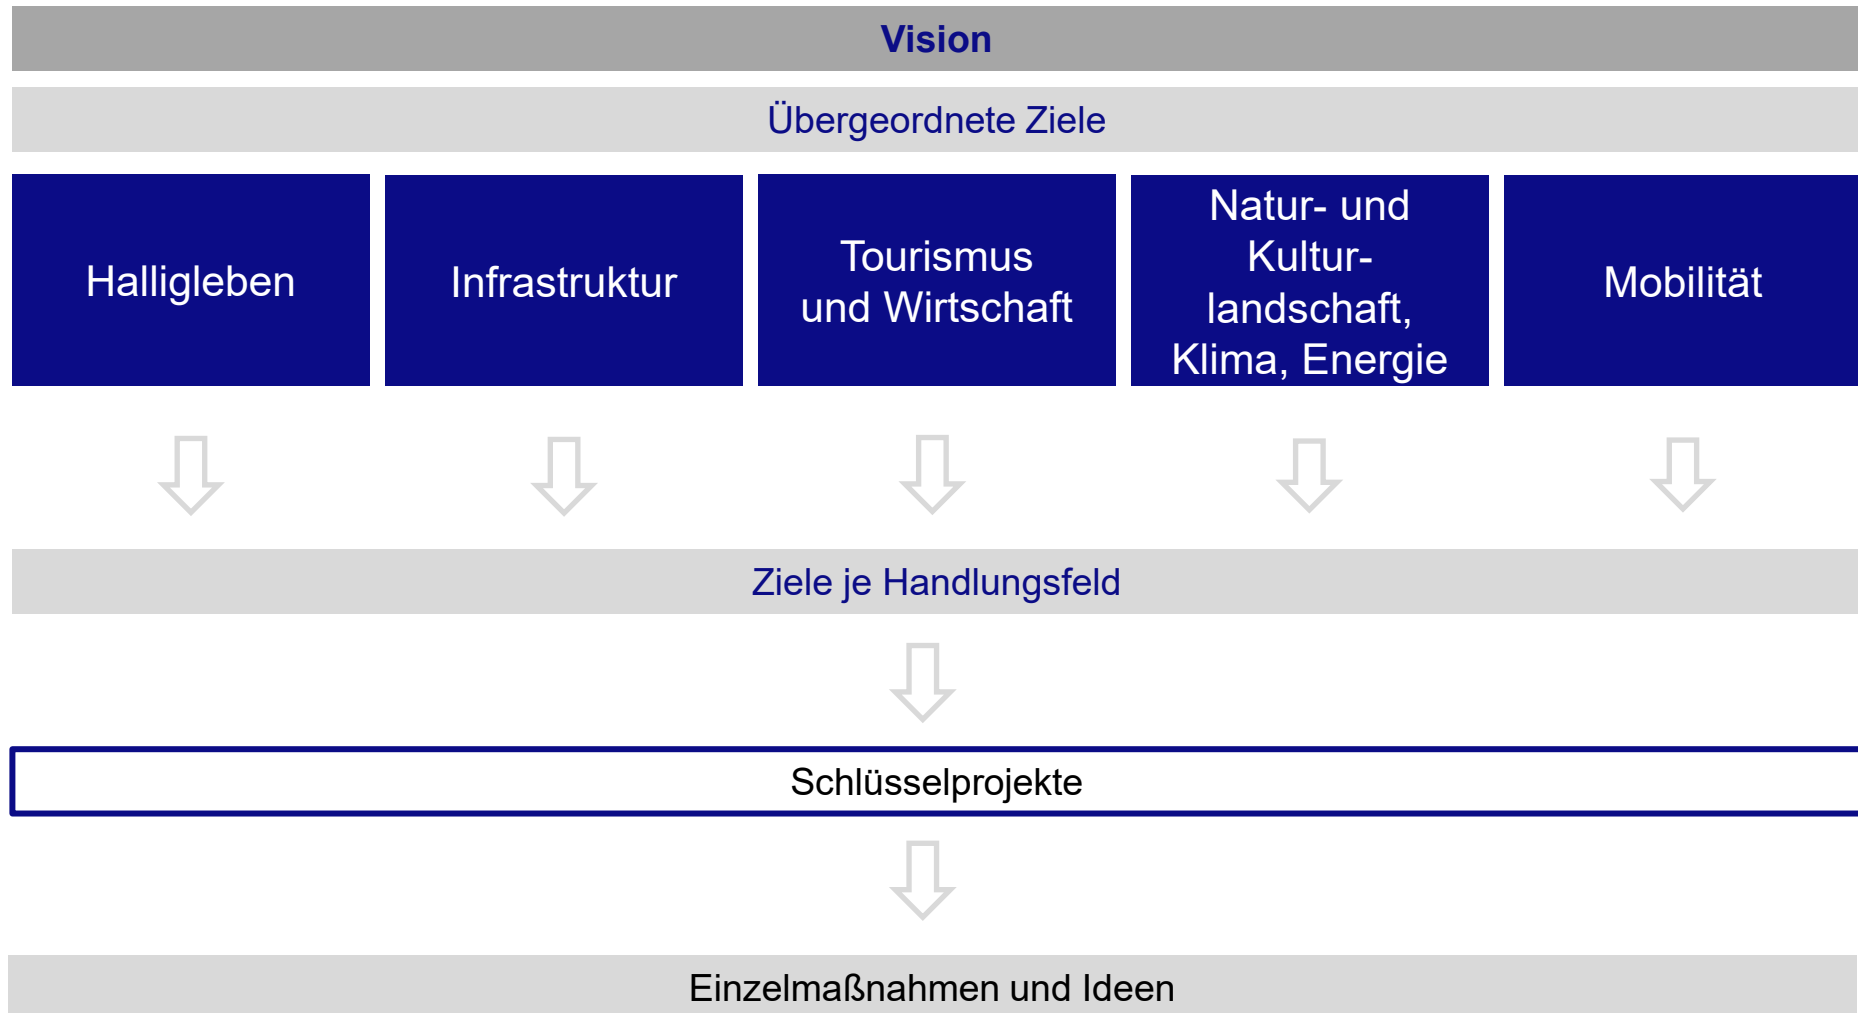 Vision
Übergeordnete Ziele
Halligleben
Infrastruktur
Tourismus
und Wirtschaft
Natur- und
Kultur-
landschaft,
Klima, Energie
Mobilität
Ziele je Handlungsfeld
Schlüsselprojekte
Einzelmaßnahmen und Ideen